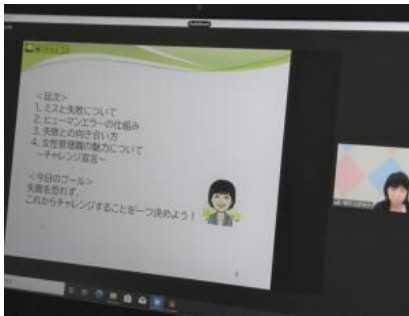 <目次>
1. ミスと失敗について
2. ヒューマンエラーの仕組み
3. 失敗との向き合い方
4. 女性管理職の魅力について
～チャレンジ宣言～
<今日のゴール>
失敗を恐れず、
これからチャレンジすることを一つ決めよう！